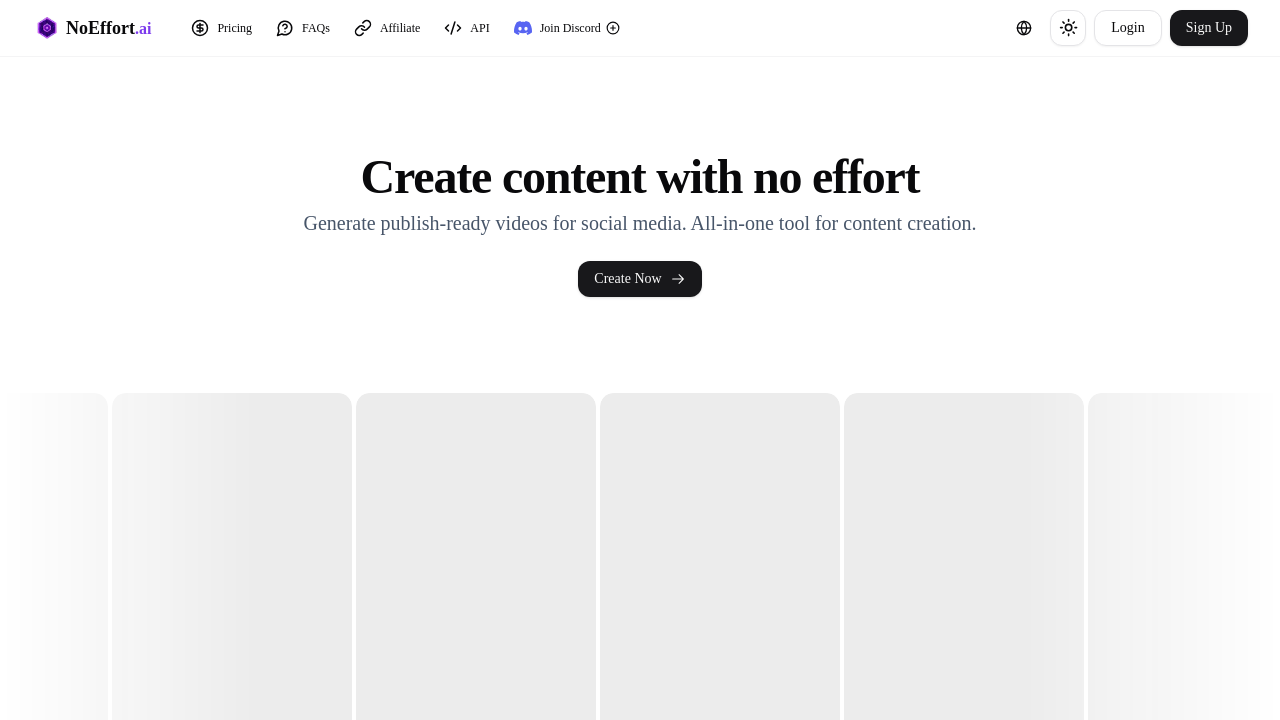 NoEffort.ai
Pricing
FAQs
Affiliate
API
Join Discord
Login
Sign Up
Create content with no effort
Generate publish-ready videos for social media. All-in-one tool for content creation.
Create Now